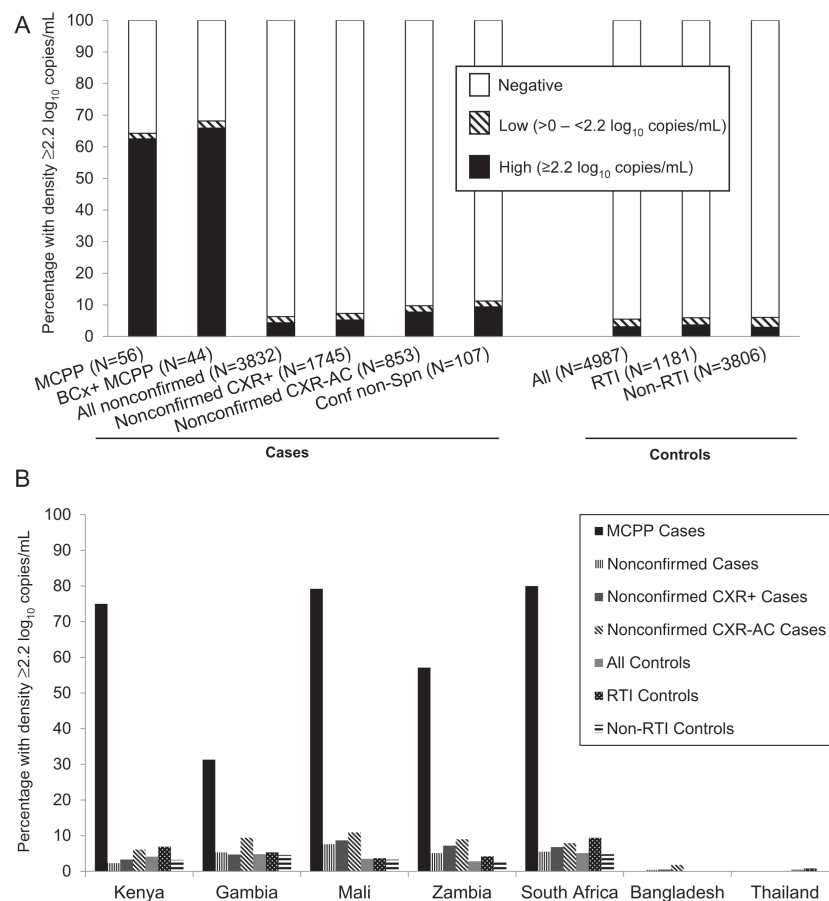 A
Percentage with density ≥2.2 log10 copies/mL
100
90
80
70
60
50
40
30
20
10
0
Negative
Low (>0 – <2.2 log10 copies/mL)
High (≥2.2 log10 copies/mL)
MCPP (N=56)
BCx+ MCPP (N=44)
All nonconfirmed (N=3832)
Nonconfirmed CXR+ (N=1745)
Nonconfirmed CXR-AC (N=853)
Conf non-Spn (N=107)
All (N=4987)
RTI (N=1181)
Non-RTI (N=3806)
Cases
Controls
B
Percentage with density ≥2.2 log10 copies/mL
100
90
80
70
60
50
40
30
20
10
0
MCPP Cases
Nonconfirmed Cases
Nonconfirmed CXR+ Cases
Nonconfirmed CXR-AC Cases
All Controls
RTI Controls
Non-RTI Controls
Kenya
Gambia
Mali
Zambia
South Africa
Bangladesh
Thailand